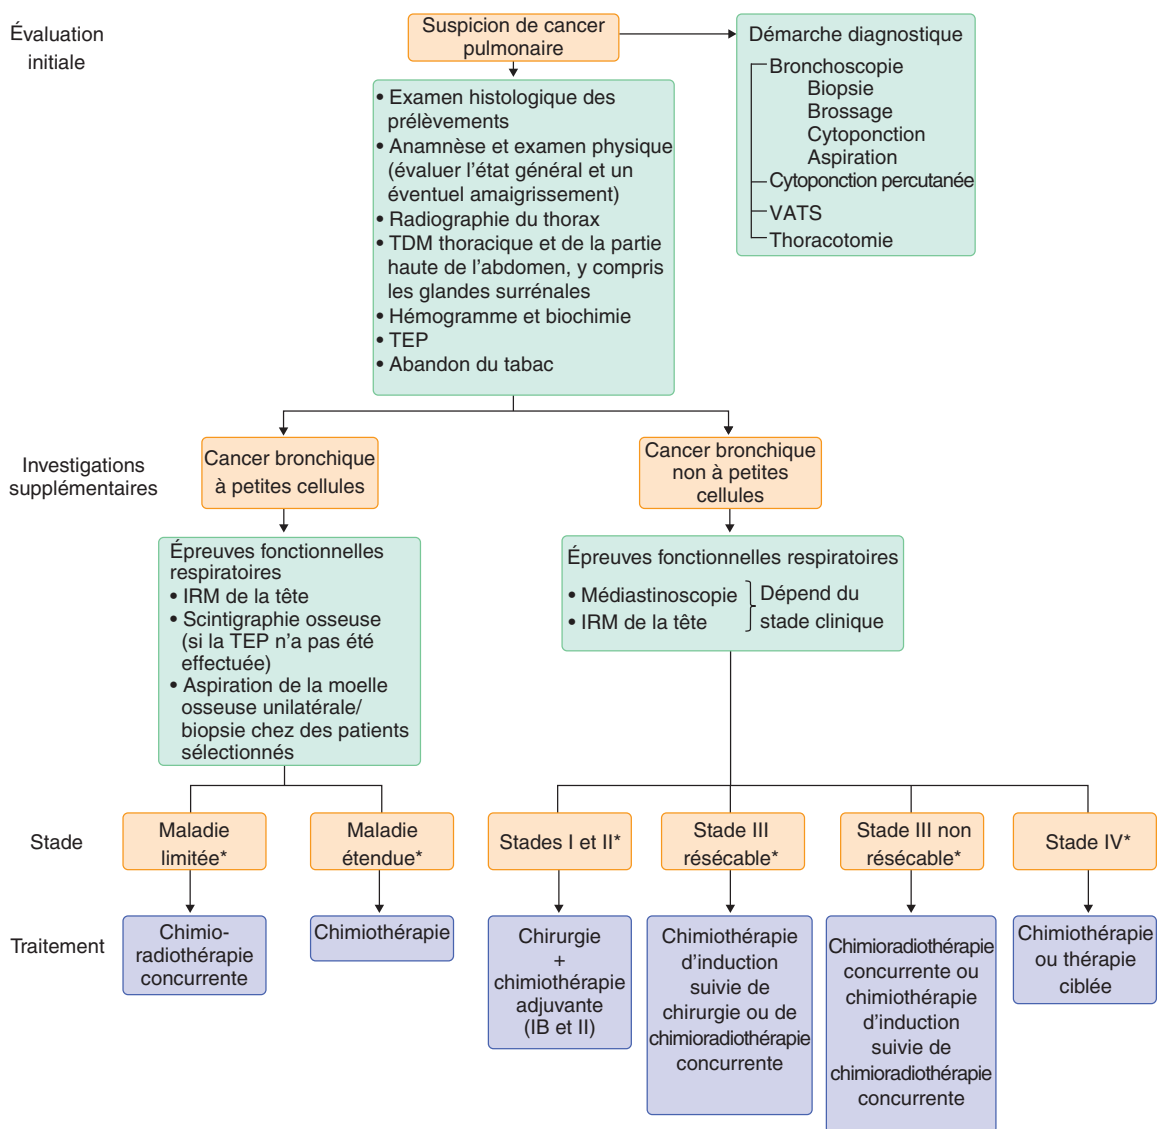 Évaluation
initiale
Suspicion de cancer
pulmonaire
Démarche diagnostique
Bronchoscopie
Biopsie
Brossage
Cytoponction
Aspiration
Cytoponction percutanée
VATS
Thoracotomie
• Examen histologique des
prélèvements
• Anamnèse et examen physique
(évaluer l'état général et un
éventuel amaigrissement)
• Radiographie du thorax
• TDM thoracique et de la partie
haute de l'abdomen, y compris
les glandes surrénales
• Hémogramme et biochimie
• TEP
• Abandon du tabac
Investigations
supplémentaires
Cancer bronchique
à petites cellules
Cancer bronchique
non à petites
cellules
Épreuves fonctionnelles
respiratoires
• IRM de la tête
• Scintigraphie osseuse
(si la TEP n'a pas été
effectuée)
• Aspiration de la moelle
osseuse unilatérale/
biopsie chez des patients
sélectionnés
Épreuves fonctionnelles respiratoires
• Médiastinoscopie
• IRM de la tête
Dépend du
stade clinique
Stade
Maladie
limitée*
Maladie
étendue*
Stades I et II*
Stade III
résécable*
Stade III non
résécable*
Stade IV*
Traitement
Chimio-
radiothérapie
concurrente
Chimiothérapie
Chirurgie
+
chimiothérapie
adjuvante
(IB et II)
Chimiothérapie
d'induction
suivie de
chirurgie ou de
chimioradiothérapie
concurrente
Chimioradiothérapie
concurrente ou
chimiothérapie
d'induction
suivie de
chimioradiothérapie
concurrente
Chimiothérapie
ou thérapie
ciblée